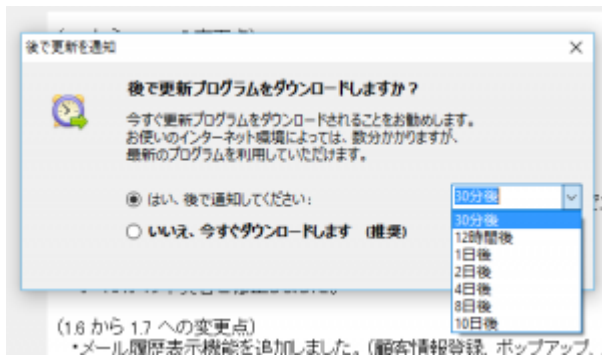 後で更新を通知
後で更新プログラムをダウンロードしますか?
今すぐ更新プログラムをダウンロードされることをお勧めします。
お使いのインターネット環境によっては、数分かかりますが、
最新のプログラムを利用していただけます。
はい、後で通知してください:
30分後
いいえ、今すぐダウンロードします (推奨)
30分後
12時間後
1日後
2日後
4日後
8日後
10日後
(1.6 から 1.7 への変更点)
・メール履歴表示機能を追加しました。(顧客情報登録、ポップアップ、